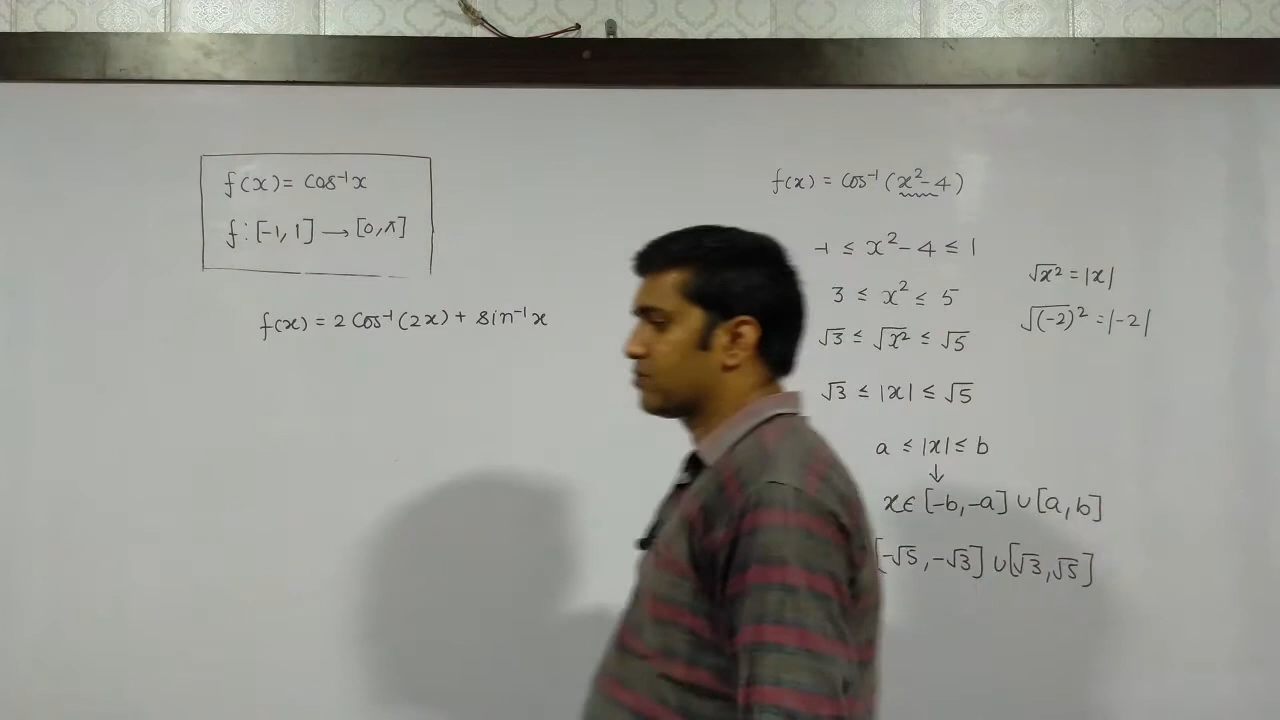 f(x) = Cos⁻¹x
f : [-1, 1] → [0, π]
f(x) = 2 Cos⁻¹(2x) + sin⁻¹x
f(x) = Cos⁻¹(x² - 4)
-1 ≤ x² - 4 ≤ 1
3 ≤ x² ≤ 5
√3 ≤ √x² ≤ √5
√3 ≤ |x| ≤ √5
a ≤ |x| ≤ b
↓
x ∈ [-b, -a] ∪ [a, b]
[-√5, -√3] ∪ [√3, √5]
√x² = |x|
√(-2)² = |-2|